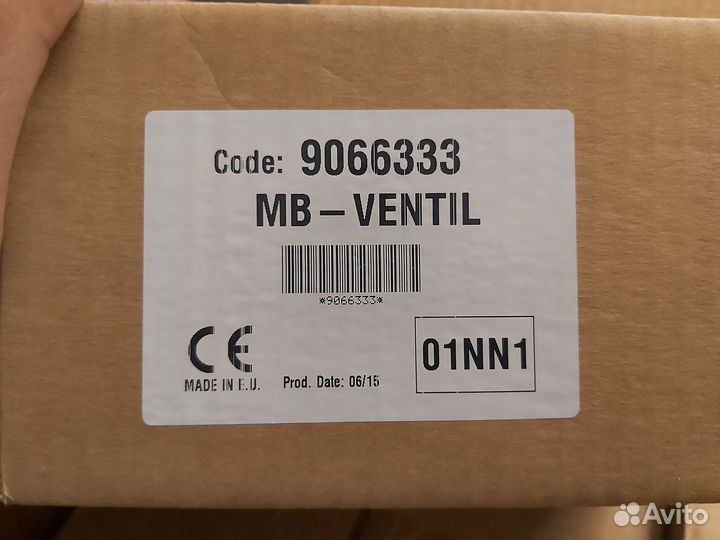 Code: 9066333
MB-VENTIL
*9066333*
CE
MADE IN E.U.
Prod. Date: 06/15
01NN1
Avito